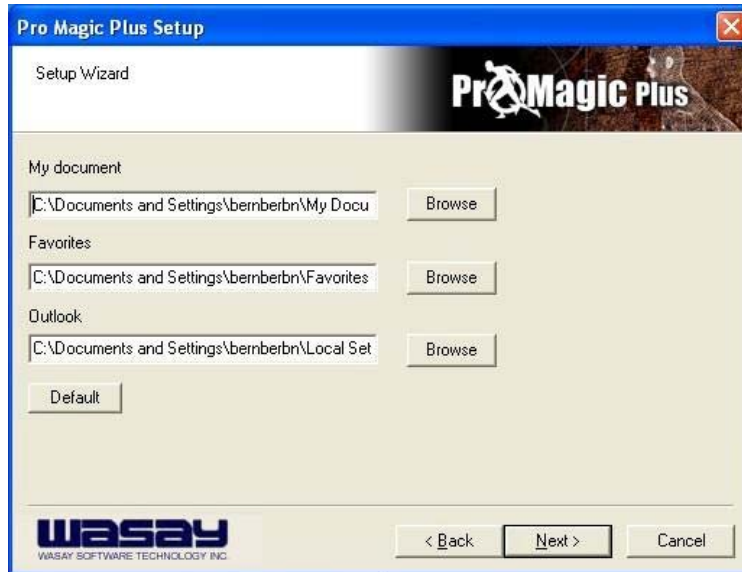 Pro Magic Plus Setup
Setup Wizard
Pro Magic Plus
My document
C:\Documents and Settings\bernberbn\My Docu
Browse
Favorites
C:\Documents and Settings\bernberbn\Favorites
Browse
Outlook
C:\Documents and Settings\bernberbn\Local Set
Browse
Default
wasay
WASAY SOFTWARE TECHNOLOGY INC.
< Back
Next >
Cancel